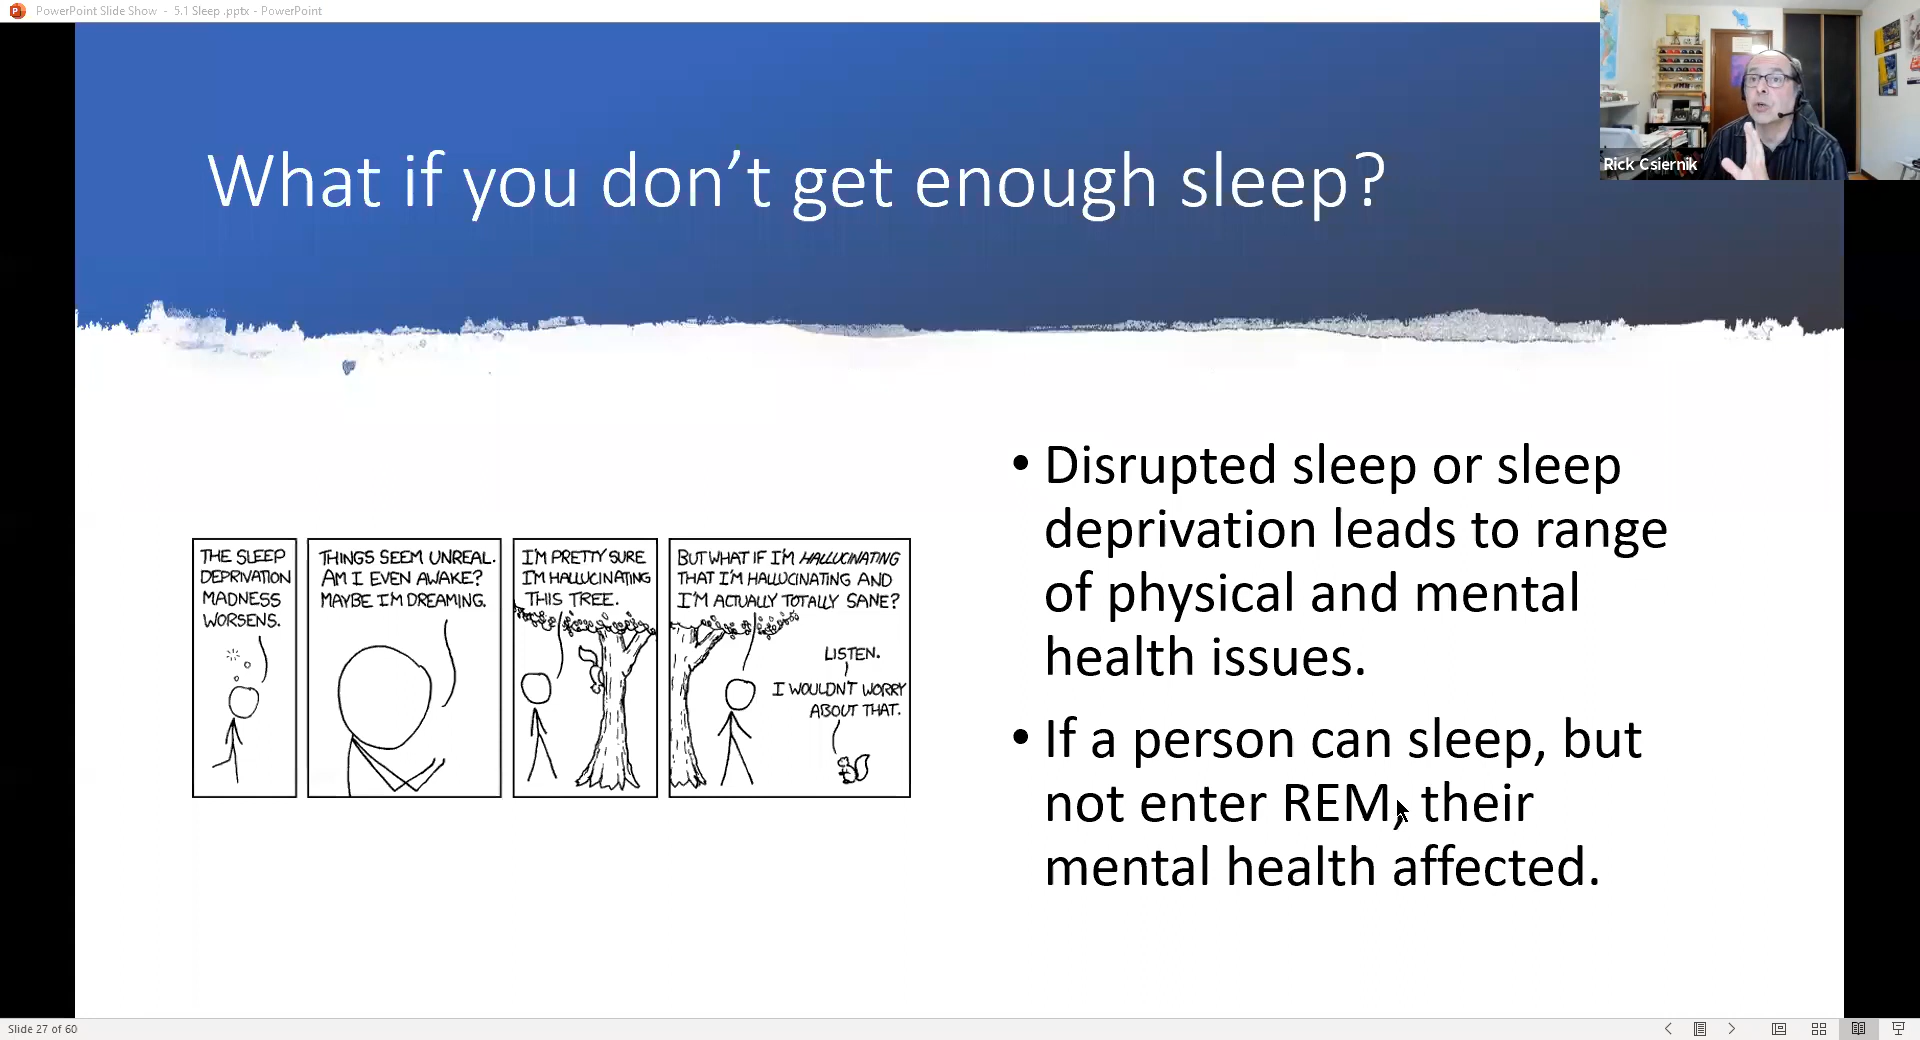 PowerPoint Slide Show - 5.1 Sleep .pptx - PowerPoint
Rick Csiernik
What if you don’t get enough sleep?
THE SLEEP
DEPRIVATION
MADNESS
WORSENS.
THINGS SEEM UNREAL.
AM I EVEN AWAKE?
MAYBE I'M DREAMING.
I'M PRETTY SURE
I'M HALLUCINATING
THIS TREE.
BUT WHAT IF I'M HALLUCINATING
THAT I'M HALLUCINATING AND
I'M ACTUALLY TOTALLY SANE?
LISTEN.
I WOULDN'T WORRY
ABOUT THAT.
• Disrupted sleep or sleep
deprivation leads to range
of physical and mental
health issues.
• If a person can sleep, but
not enter REM, their
mental health affected.
Slide 27 of 60